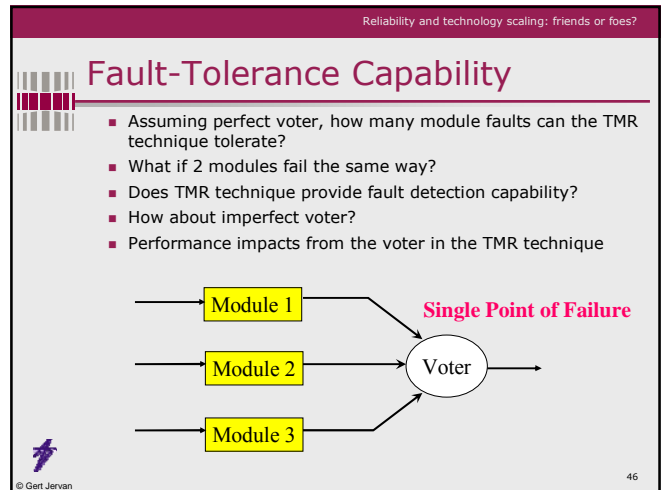 Reliability and technology scaling: friends or foes?
Fault-Tolerance Capability
Assuming perfect voter, how many module faults can the TMR
technique tolerate?
What if 2 modules fail the same way?
Does TMR technique provide fault detection capability?
How about imperfect voter?
Performance impacts from the voter in the TMR technique
Module 1
Single Point of Failure
Module 2
Voter
Module 3
© Gert Jervan
46